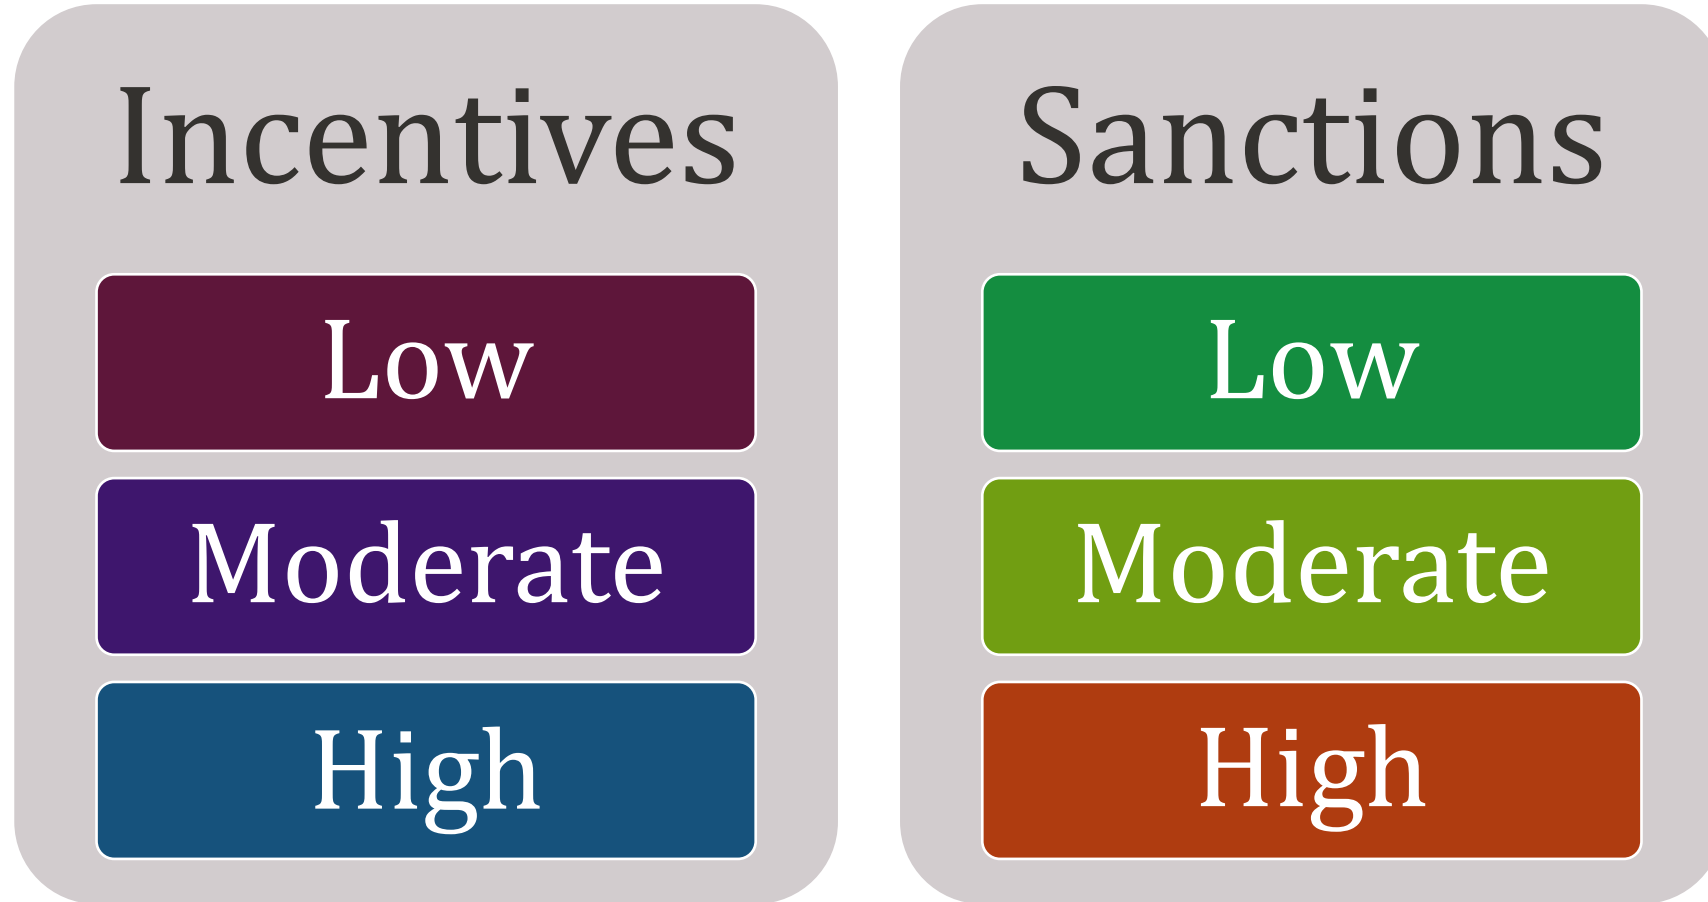 Incentives
Low
Moderate
High
Sanctions
Low
Moderate
High